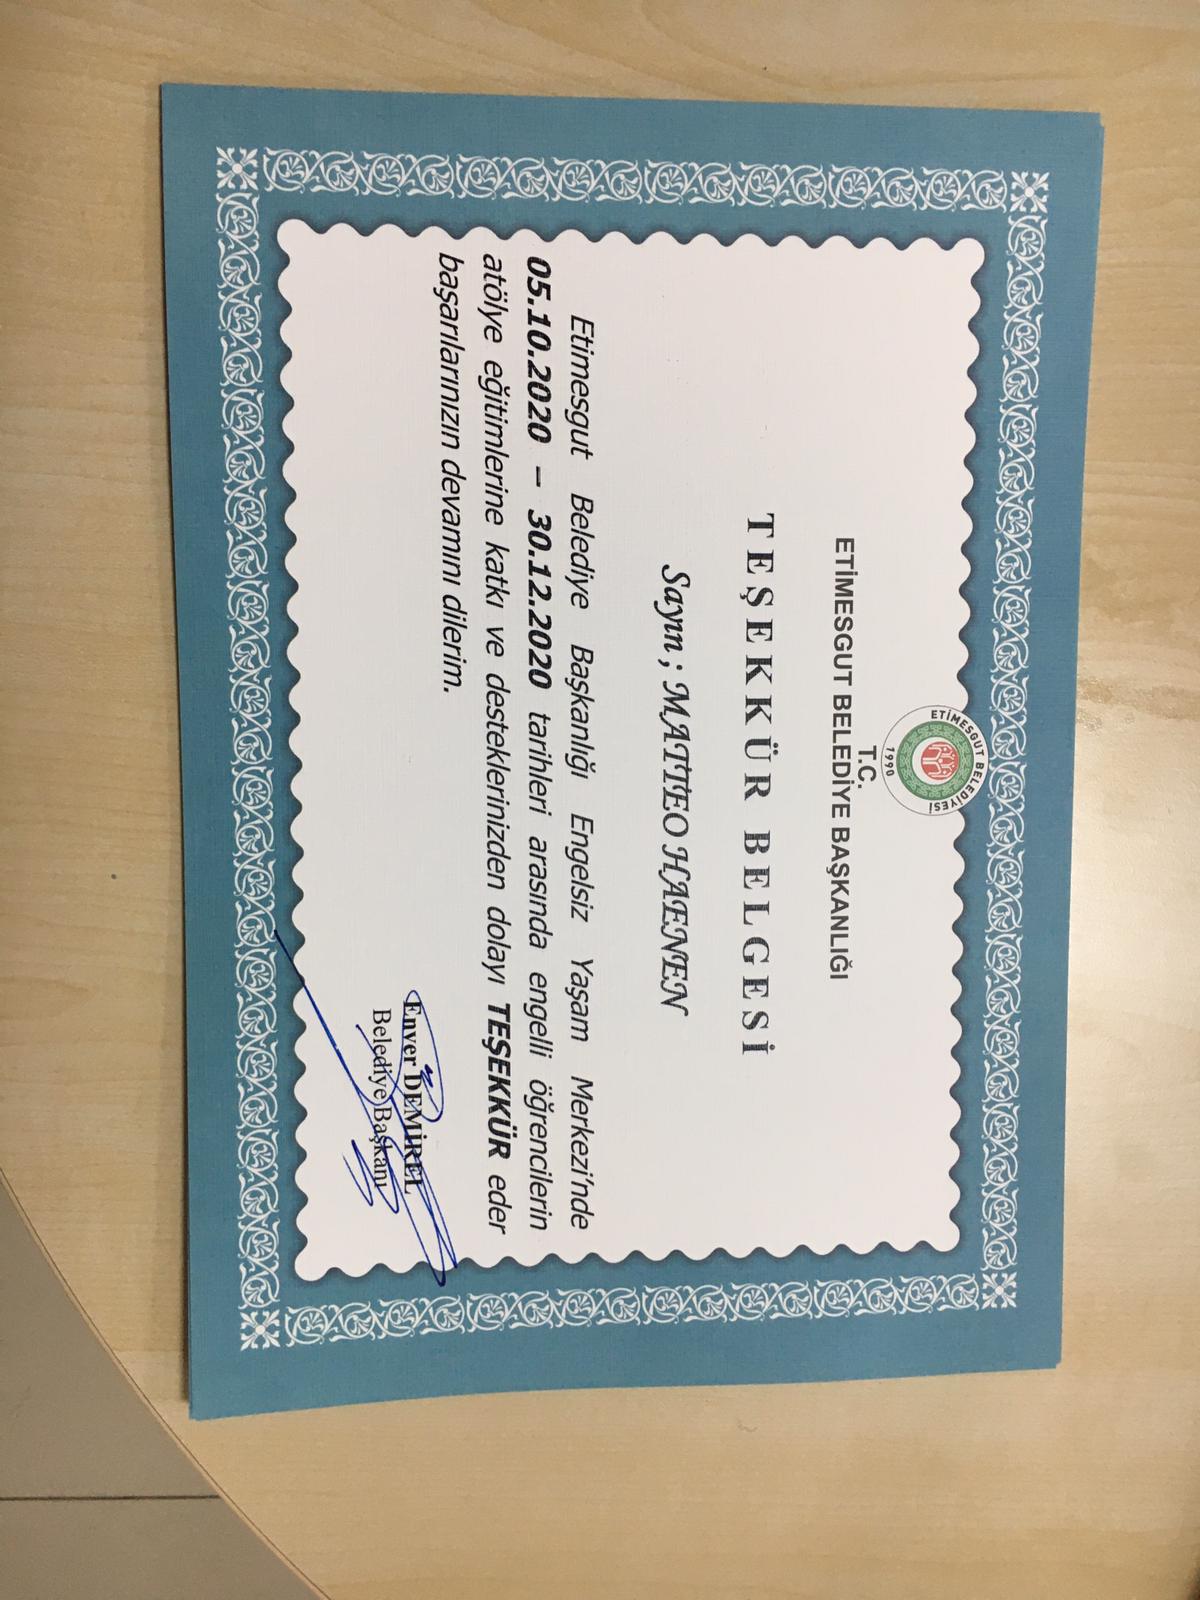 ETİMESGUT BELEDİYESİ
1990
T.C.
ETİMESGUT BELEDİYE BAŞKANLIĞI
TEŞEKKÜR BELGESİ
Sayın; MATTEO HAENEN
Etimesgut Belediye Başkanlığı Engelsiz Yaşam Merkezi'nde
05.10.2020 – 30.12.2020 tarihleri arasında engelli öğrencilerin
atölye eğitimlerine katkı ve desteklerinizden dolayı TEŞEKKÜR eder
başarılarınızın devamını dilerim.
Enver DEMİREL
Belediye Başkanı